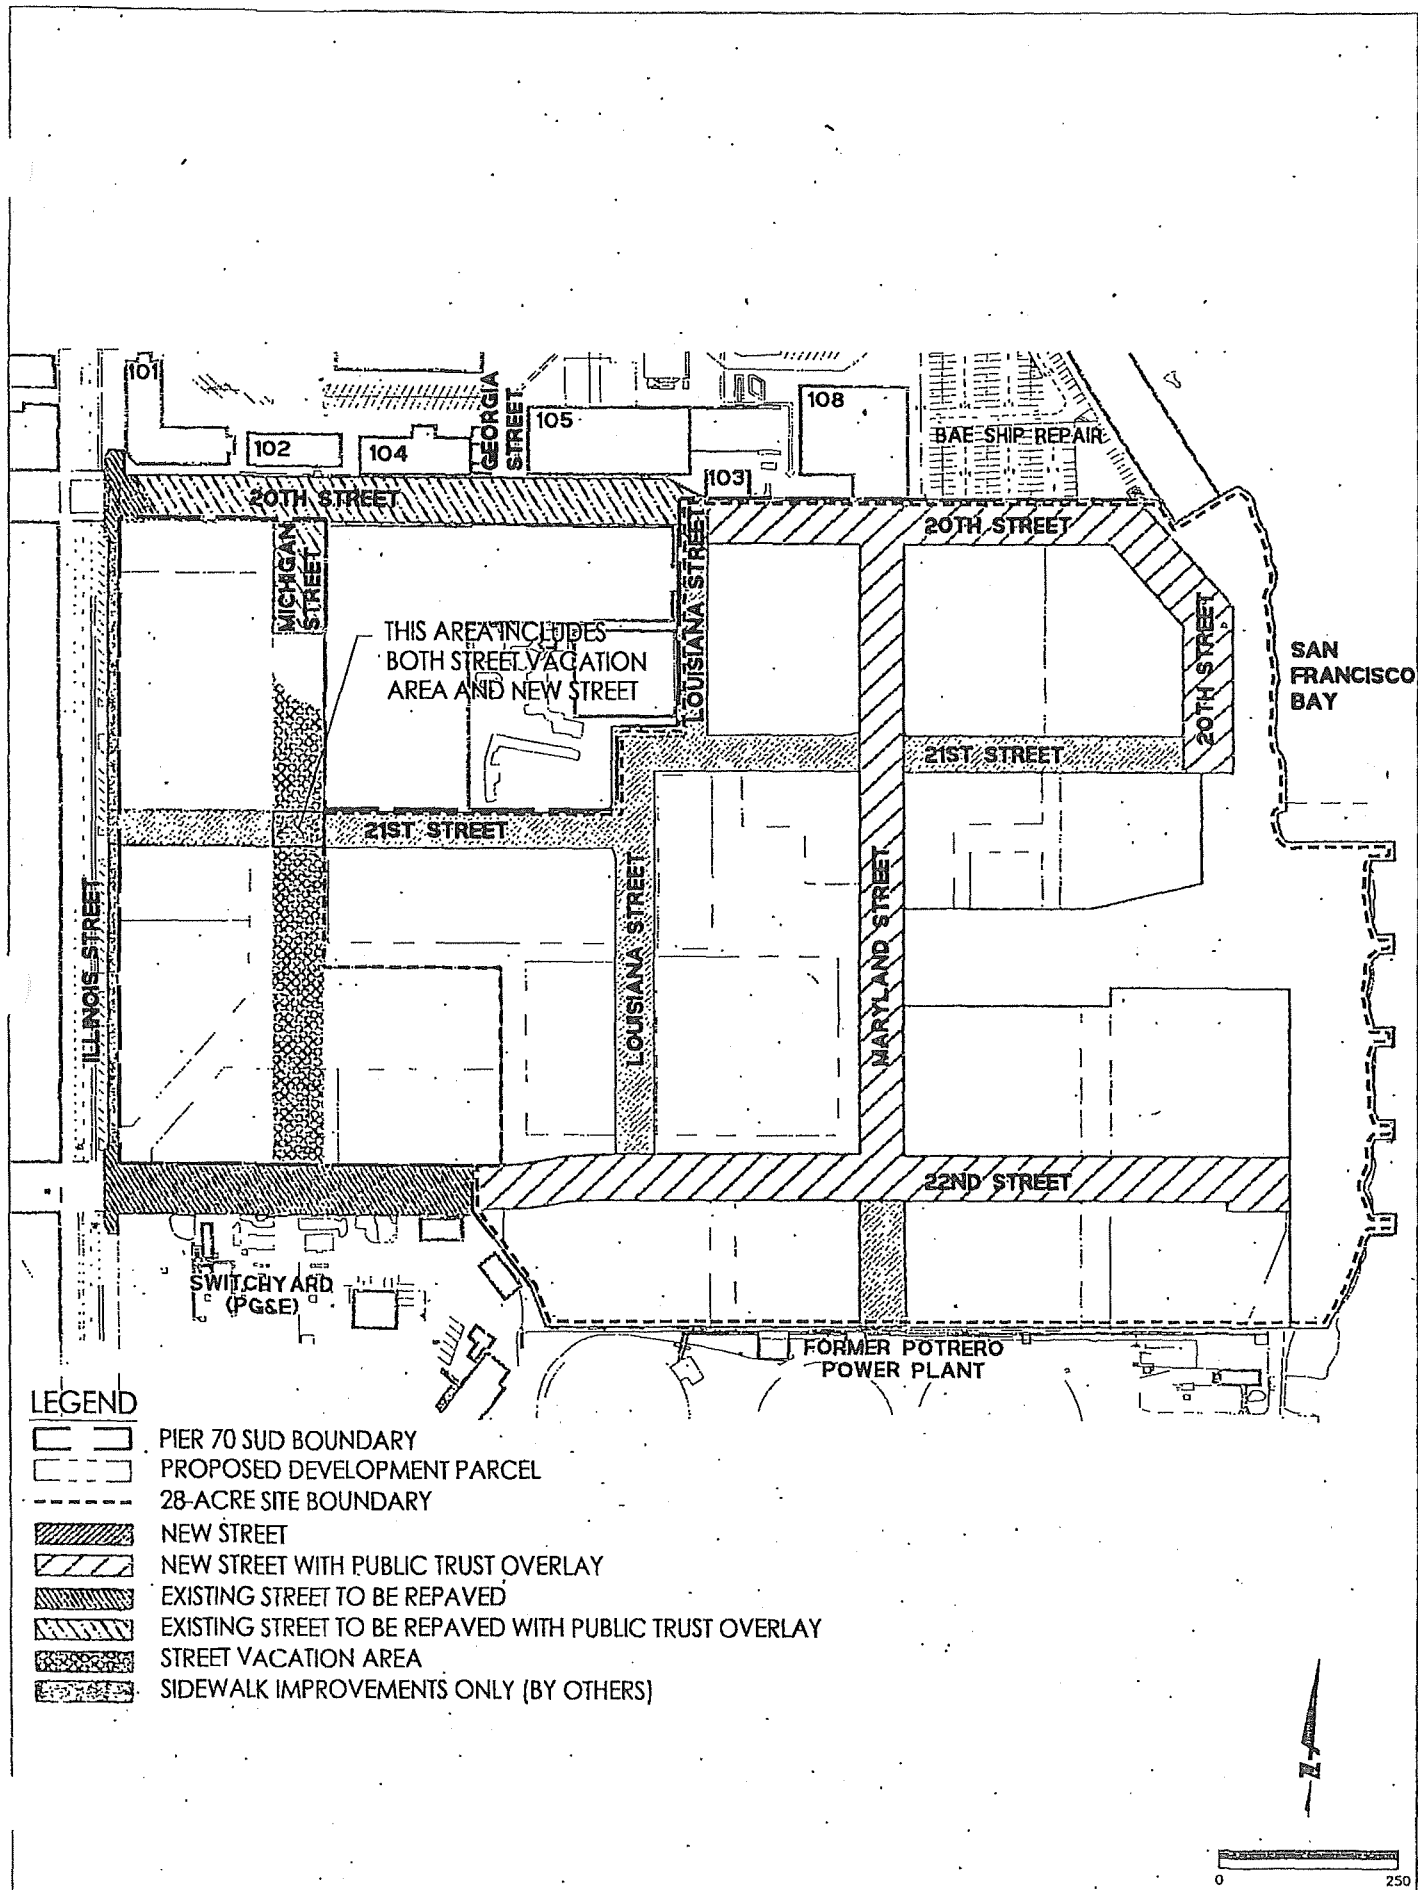 101
102
104
GEORGIA
STREET
105
103
108
BAE SHIP REPAIR
20TH STREET
20TH STREET
MICHIGAN
STREET
LOUISIANA STREET
20TH STREET
THIS AREA INCLUDES
BOTH STREET VACATION
AREA AND NEW STREET
SAN
FRANCISCO
BAY
21ST STREET
21ST STREET
ILLINOIS STREET
LOUISIANA STREET
MARYLAND STREET
22ND STREET
SWITCHYARD
(PG&E)
FORMER POTRERO
POWER PLANT
LEGEND
PIER 70 SUD BOUNDARY
PROPOSED DEVELOPMENT PARCEL
28-ACRE SITE BOUNDARY
NEW STREET
NEW STREET WITH PUBLIC TRUST OVERLAY
EXISTING STREET TO BE REPAVED
EXISTING STREET TO BE REPAVED WITH PUBLIC TRUST OVERLAY
STREET VACATION AREA
SIDEWALK IMPROVEMENTS ONLY (BY OTHERS)
N
0 250